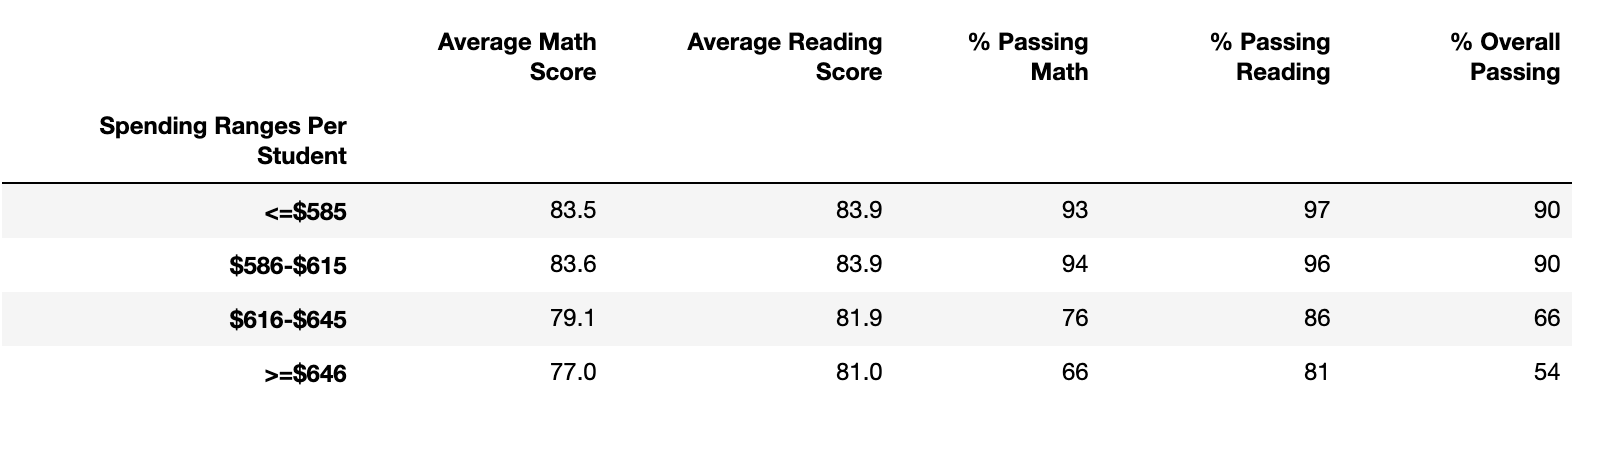 Average Math Average Reading % Passing % Passing % Overall
Score Score Math Reading Passing
Spending Ranges Per
Student
<=$585 83.5 83.9 93 97 90
$586-$615 83.6 83.9 94 96 90
$616-$645 79.1 81.9 76 86 66
>=$646 77.0 81.0 66 81 54